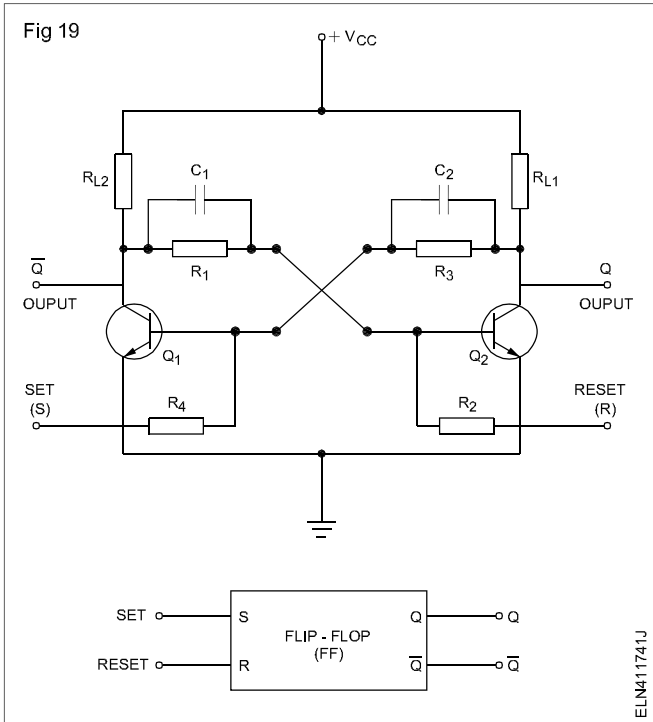 Fig 19
+ VCC
RL2
C1
C2
RL1
R1
R3
Q̅
OUPUT
Q
OUPUT
Q1
Q2
SET
(S)
R4
R2
RESET
(R)
SET
S
FLIP - FLOP
(FF)
Q
Q
RESET
R
Q̅
Q̅
ELN411741J